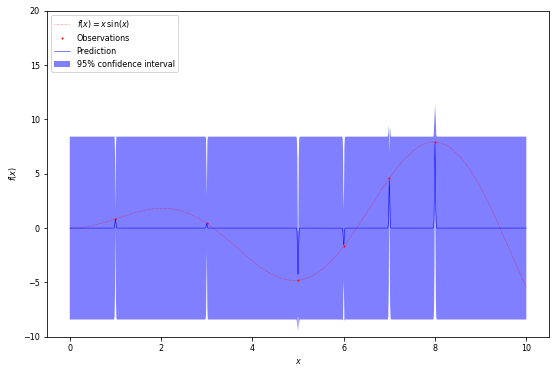 f(x) = x sin(x)
Observations
Prediction
95% confidence interval
20
15
10
5
0
−5
−10
f(x)
0 2 4 6 8 10
x